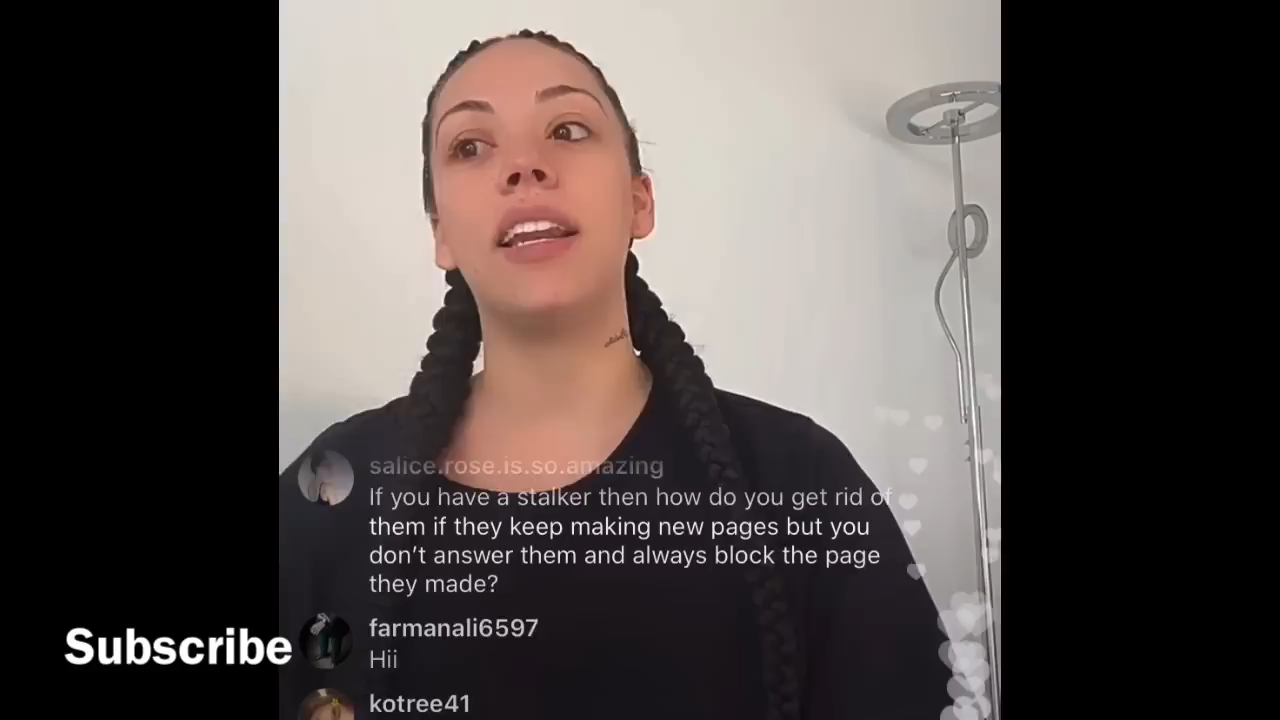 salice.rose.is.so.amazing
If you have a stalker then how do you get rid of
them if they keep making new pages but you
don't answer them and always block the page
they made?
farmanali6597
Hii
kotree41
Subscribe